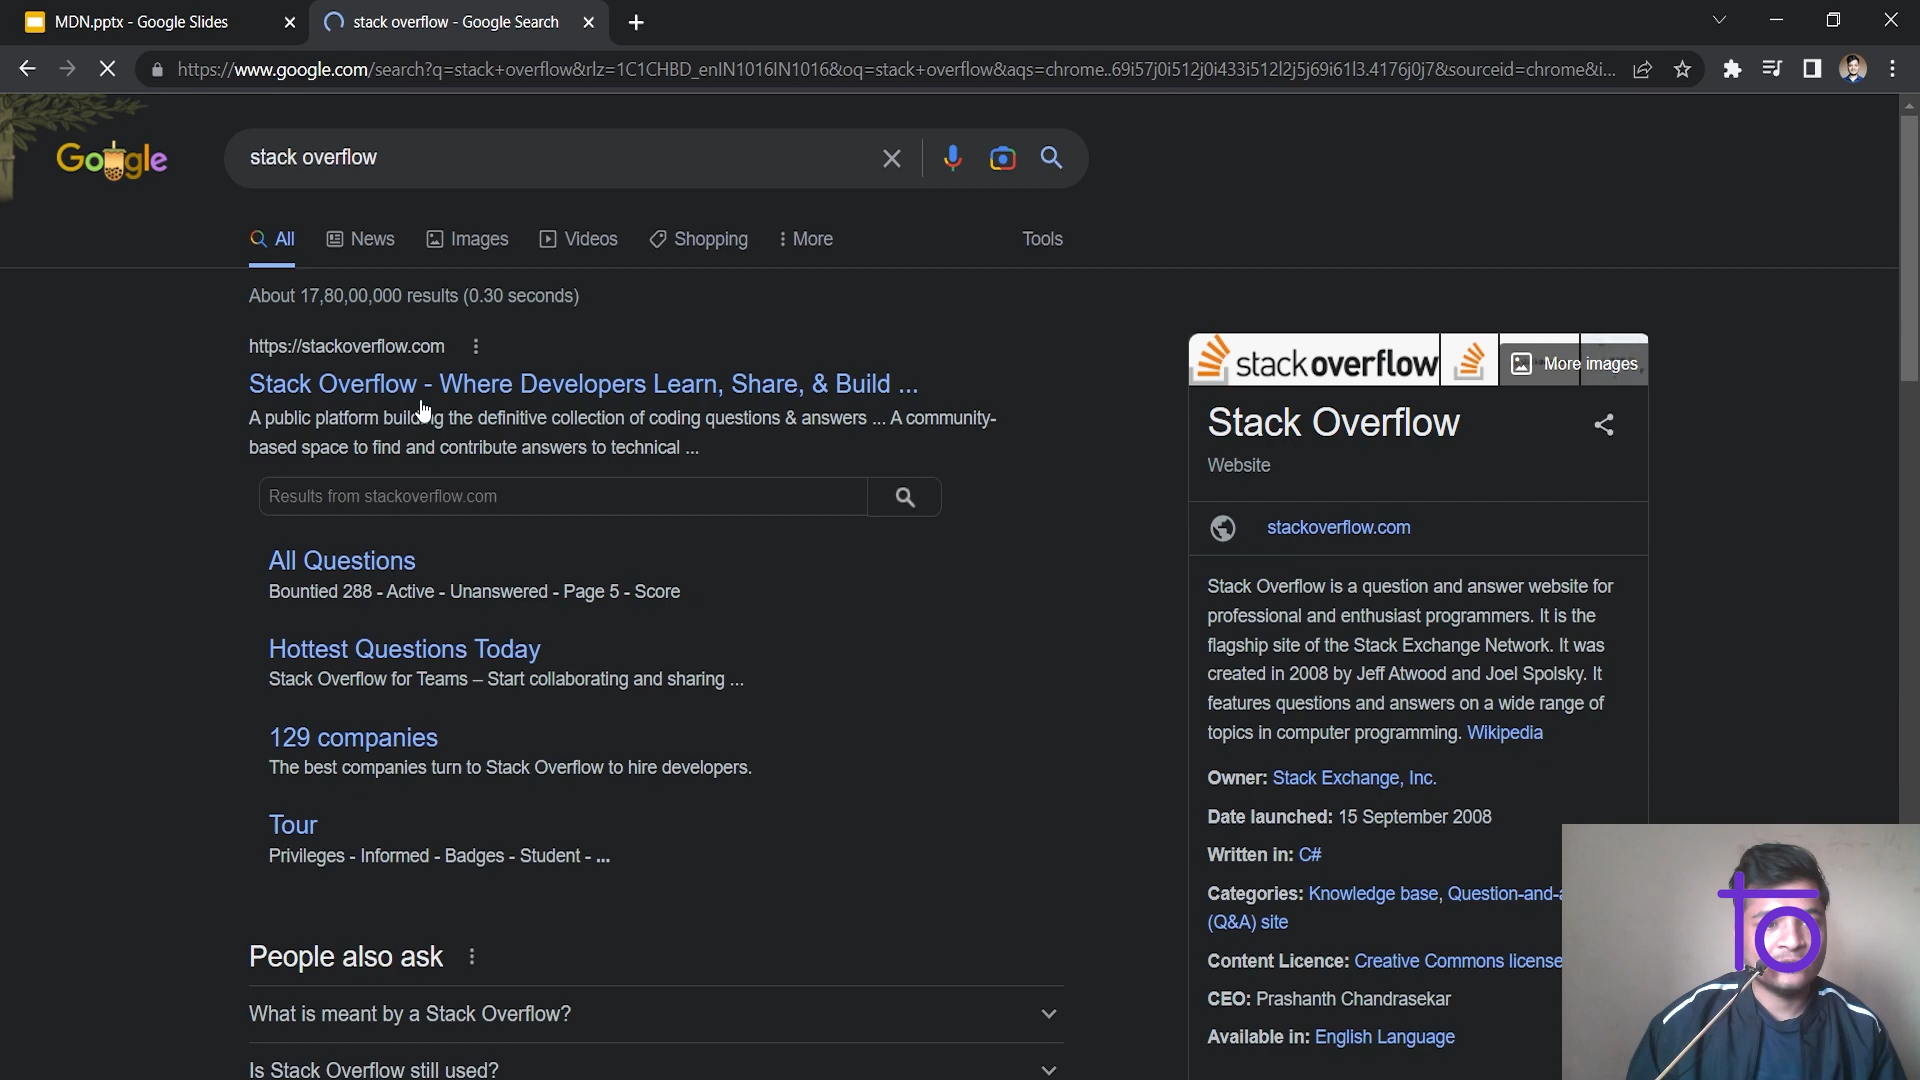 MDN.pptx - Google Slides
stack overflow - Google Search
https://www.google.com/search?q=stack+overflow&rlz=1C1CHBD_enIN1016IN1016&oq=stack+overflow&aqs=chrome..69i57j0i512j0i433i512l2j5j69i61l3.4176j0j7&sourceid=chrome&i...
Google
stack overflow
All
News
Images
Videos
Shopping
More
Tools
About 17,80,00,000 results (0.30 seconds)
https://stackoverflow.com
Stack Overflow - Where Developers Learn, Share, & Build ...
A public platform building the definitive collection of coding questions & answers ... A community-
based space to find and contribute answers to technical ...
Results from stackoverflow.com
All Questions
Bountied 288 - Active - Unanswered - Page 5 - Score
Hottest Questions Today
Stack Overflow for Teams – Start collaborating and sharing ...
129 companies
The best companies turn to Stack Overflow to hire developers.
Tour
Privileges - Informed - Badges - Student - ...
People also ask
What is meant by a Stack Overflow?
Is Stack Overflow still used?
stack overflow
More images
Stack Overflow
Website
stackoverflow.com
Stack Overflow is a question and answer website for
professional and enthusiast programmers. It is the
flagship site of the Stack Exchange Network. It was
created in 2008 by Jeff Atwood and Joel Spolsky. It
features questions and answers on a wide range of
topics in computer programming. Wikipedia
Owner: Stack Exchange, Inc.
Date launched: 15 September 2008
Written in: C#
Categories: Knowledge base, Question-and-a
(Q&A) site
Content Licence: Creative Commons license
CEO: Prashanth Chandrasekar
Available in: English Language
to